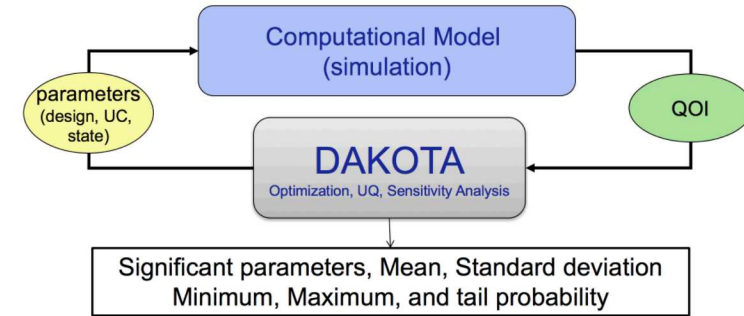 Computational Model
(simulation)
parameters
(design, UC,
state)
QOI
DAKOTA
Optimization, UQ, Sensitivity Analysis
Significant parameters, Mean, Standard deviation
Minimum, Maximum, and tail probability